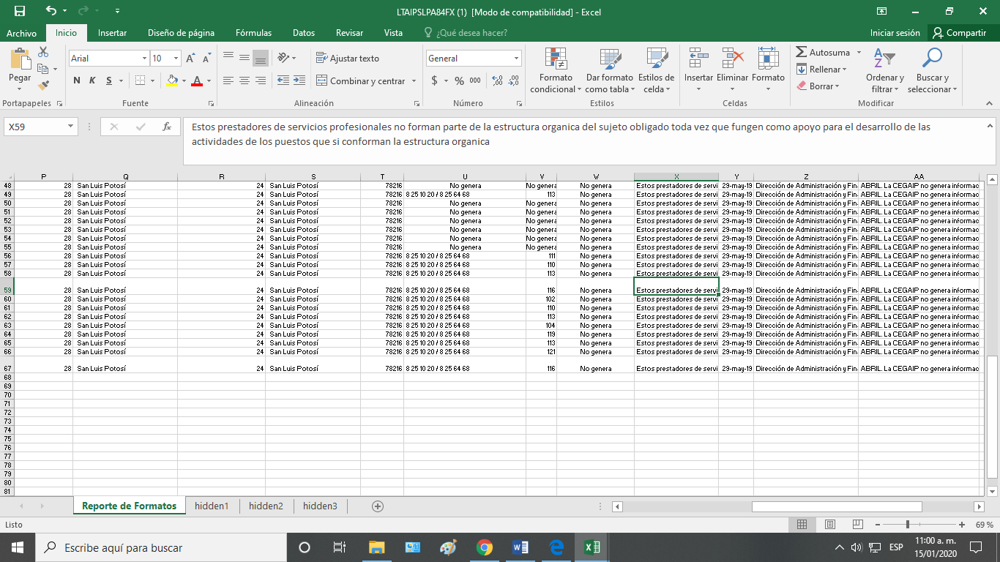 LTAIPSLPA84FX (1) [Modo de compatibilidad] - Excel
Archivo Inicio Insertar Diseño de página Fórmulas Datos Revisar Vista ¿Qué desea hacer? Iniciar sesión Compartir
Pegar
Arial 10
N K S
Ajustar texto
Combinar y centrar
General
$ % 000
Formato condicional
Dar formato como tabla
Estilos de celda
Insertar Eliminar Formato
Autosuma
Rellenar
Borrar
Ordenar y filtrar
Buscar y seleccionar
Portapapeles Fuente Alineación Número Estilos Celdas Modificar
X59
fx
Estos prestadores de servicios profesionales no forman parte de la estructura organica del sujeto obligado toda vez que fungen como apoyo para el desarrollo de las
actividades de los puestos que si conforman la estructura organica
P Q R S T U V W X Y Z AA
48 28 San Luis Potosí 24 San Luis Potosí 78216 No genera No genera No genera Estos prestadores de servi 29-may-19 Dirección de Administración y Fin ABRIL. La CEGAIP no genera informac
49 28 San Luis Potosí 24 San Luis Potosí 78216 8 25 10 20 / 8 25 64 68 113 No genera Estos prestadores de servi 29-may-19 Dirección de Administración y Fin ABRIL. La CEGAIP no genera informac
50 28 San Luis Potosí 24 San Luis Potosí 78216 No genera No genera No genera Estos prestadores de servi 29-may-19 Dirección de Administración y Fin ABRIL. La CEGAIP no genera informac
51 28 San Luis Potosí 24 San Luis Potosí 78216 No genera No genera No genera Estos prestadores de servi 29-may-19 Dirección de Administración y Fin ABRIL. La CEGAIP no genera informac
52 28 San Luis Potosí 24 San Luis Potosí 78216 No genera No genera No genera Estos prestadores de servi 29-may-19 Dirección de Administración y Fin ABRIL. La CEGAIP no genera informac
53 28 San Luis Potosí 24 San Luis Potosí 78216 No genera No genera No genera Estos prestadores de servi 29-may-19 Dirección de Administración y Fin ABRIL. La CEGAIP no genera informac
54 28 San Luis Potosí 24 San Luis Potosí 78216 No genera No genera No genera Estos prestadores de servi 29-may-19 Dirección de Administración y Fin ABRIL. La CEGAIP no genera informac
55 28 San Luis Potosí 24 San Luis Potosí 78216 No genera No genera No genera Estos prestadores de servi 29-may-19 Dirección de Administración y Fin ABRIL. La CEGAIP no genera informac
56 28 San Luis Potosí 24 San Luis Potosí 78216 8 25 10 20 / 8 25 64 68 111 No genera Estos prestadores de servi 29-may-19 Dirección de Administración y Fin ABRIL. La CEGAIP no genera informac
57 28 San Luis Potosí 24 San Luis Potosí 78216 8 25 10 20 / 8 25 64 68 110 No genera Estos prestadores de servi 29-may-19 Dirección de Administración y Fin ABRIL. La CEGAIP no genera informac
58 28 San Luis Potosí 24 San Luis Potosí 78216 8 25 10 20 / 8 25 64 68 113 No genera Estos prestadores de servi 29-may-19 Dirección de Administración y Fin ABRIL. La CEGAIP no genera informac
59 28 San Luis Potosí 24 San Luis Potosí 78216 8 25 10 20 / 8 25 64 68 116 No genera Estos prestadores de servi 29-may-19 Dirección de Administración y Fin ABRIL. La CEGAIP no genera informac
60 28 San Luis Potosí 24 San Luis Potosí 78216 8 25 10 20 / 8 25 64 68 102 No genera Estos prestadores de servi 29-may-19 Dirección de Administración y Fin ABRIL. La CEGAIP no genera informac
61 28 San Luis Potosí 24 San Luis Potosí 78216 8 25 10 20 / 8 25 64 68 110 No genera Estos prestadores de servi 29-may-19 Dirección de Administración y Fin ABRIL. La CEGAIP no genera informac
62 28 San Luis Potosí 24 San Luis Potosí 78216 8 25 10 20 / 8 25 64 68 113 No genera Estos prestadores de servi 29-may-19 Dirección de Administración y Fin ABRIL. La CEGAIP no genera informac
63 28 San Luis Potosí 24 San Luis Potosí 78216 8 25 10 20 / 8 25 64 68 104 No genera Estos prestadores de servi 29-may-19 Dirección de Administración y Fin ABRIL. La CEGAIP no genera informac
64 28 San Luis Potosí 24 San Luis Potosí 78216 8 25 10 20 / 8 25 64 68 119 No genera Estos prestadores de servi 29-may-19 Dirección de Administración y Fin ABRIL. La CEGAIP no genera informac
65 28 San Luis Potosí 24 San Luis Potosí 78216 8 25 10 20 / 8 25 64 68 113 No genera Estos prestadores de servi 29-may-19 Dirección de Administración y Fin ABRIL. La CEGAIP no genera informac
66 28 San Luis Potosí 24 San Luis Potosí 78216 8 25 10 20 / 8 25 64 68 121 No genera Estos prestadores de servi 29-may-19 Dirección de Administración y Fin ABRIL. La CEGAIP no genera informac
67 28 San Luis Potosí 24 San Luis Potosí 78216 8 25 10 20 / 8 25 64 68 116 No genera Estos prestadores de servi 29-may-19 Dirección de Administración y Fin ABRIL. La CEGAIP no genera informac
68
69
70
71
72
73
74
75
76
77
78
79
80
81
Reporte de Formatos hidden1 hidden2 hidden3
Listo 69 %
Escribe aquí para buscar
ESP
11:00 a. m.
15/01/2020